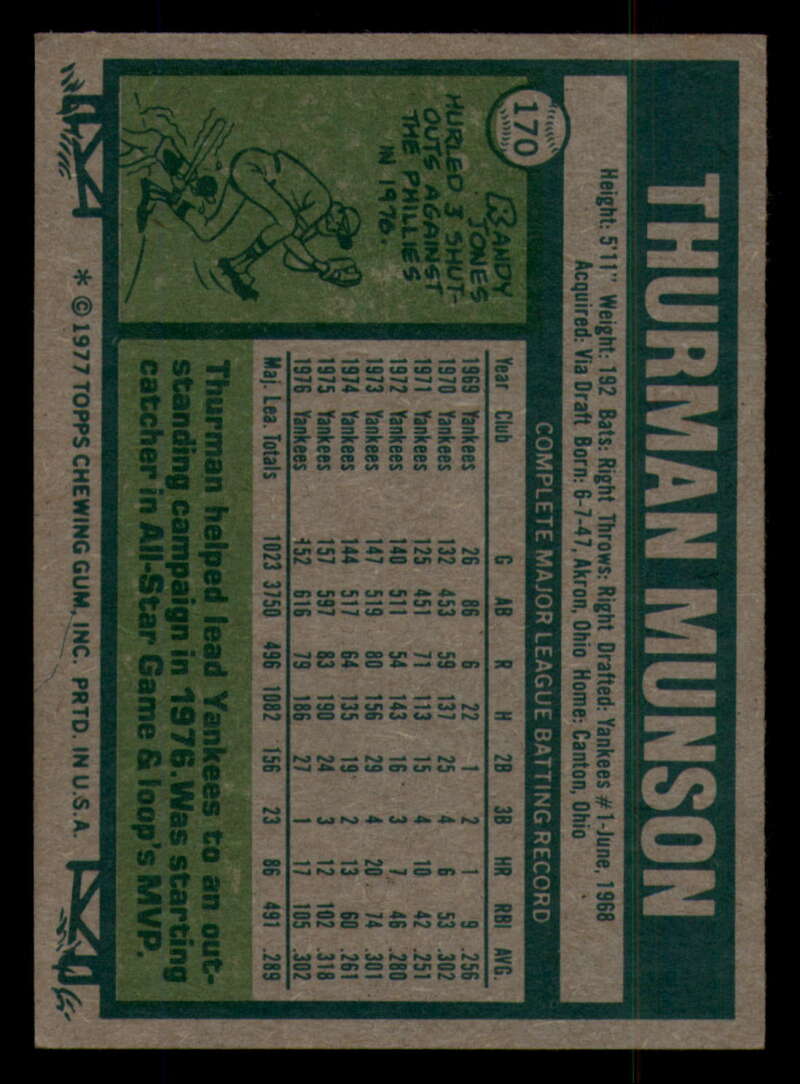 170
THURMAN MUNSON
Height: 5'11" Weight: 192 Bats: Right Throws: Right Drafted: Yankees #1-June, 1968
Acquired: Via Draft Born: 6-7-47, Akron, Ohio Home: Canton, Ohio
COMPLETE MAJOR LEAGUE BATTING RECORD
Year Club G AB R H 2B 3B HR RBI AVG.
1969 Yankees 26 86 6 22 1 2 1 9 .256
1970 Yankees 132 453 59 137 25 4 6 53 .302
1971 Yankees 125 451 71 113 15 4 10 42 .251
1972 Yankees 140 511 54 143 16 3 7 46 .280
1973 Yankees 147 519 80 156 29 4 20 74 .301
1974 Yankees 144 517 64 135 19 2 13 60 .261
1975 Yankees 157 597 83 190 24 3 12 102 .318
1976 Yankees 152 616 79 186 27 1 17 105 .302
Maj. Lea. Totals 1023 3750 496 1082 156 23 86 491 .289
Thurman helped lead Yankees to an out-
standing campaign in 1976. Was starting
catcher in All-Star Game & loop's MVP.
RANDY
JONES
HURLED 3 SHUT-
OUTS AGAINST
THE PHILLIES
IN 1976.
* © 1977 TOPPS CHEWING GUM, INC. PRTD. IN U.S.A.